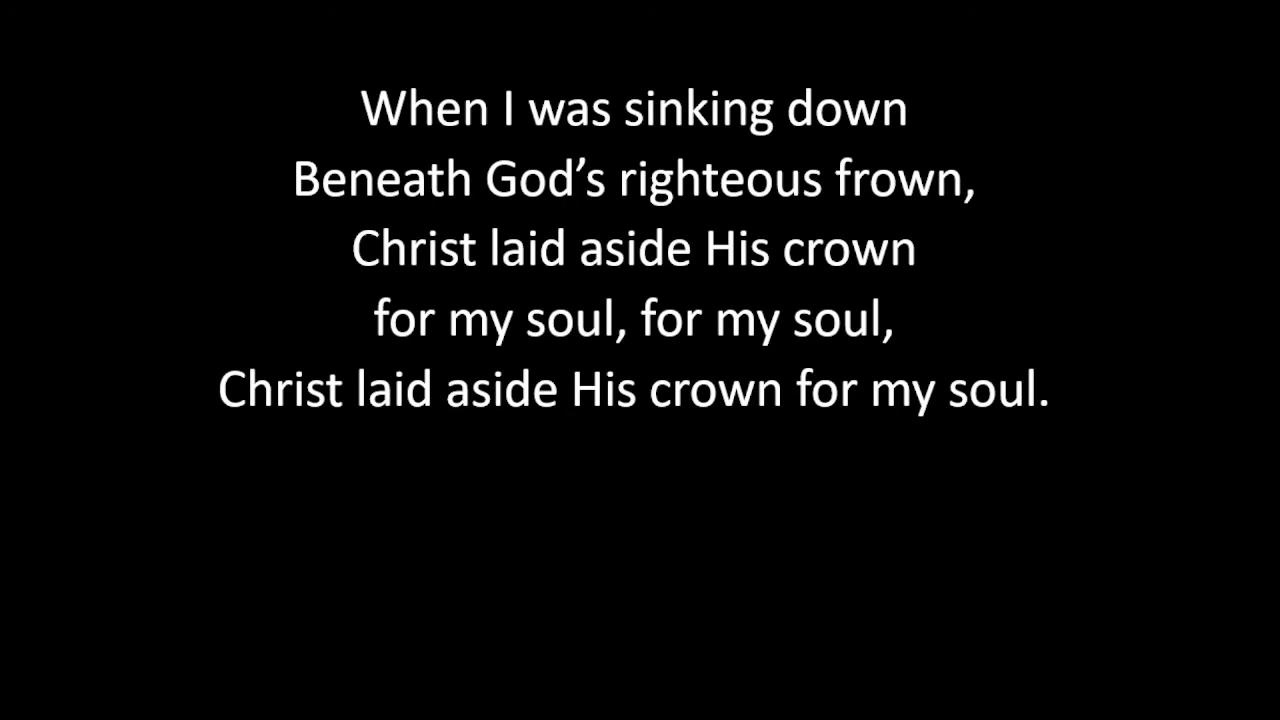 When I was sinking down
Beneath God’s righteous frown,
Christ laid aside His crown
for my soul, for my soul,
Christ laid aside His crown for my soul.